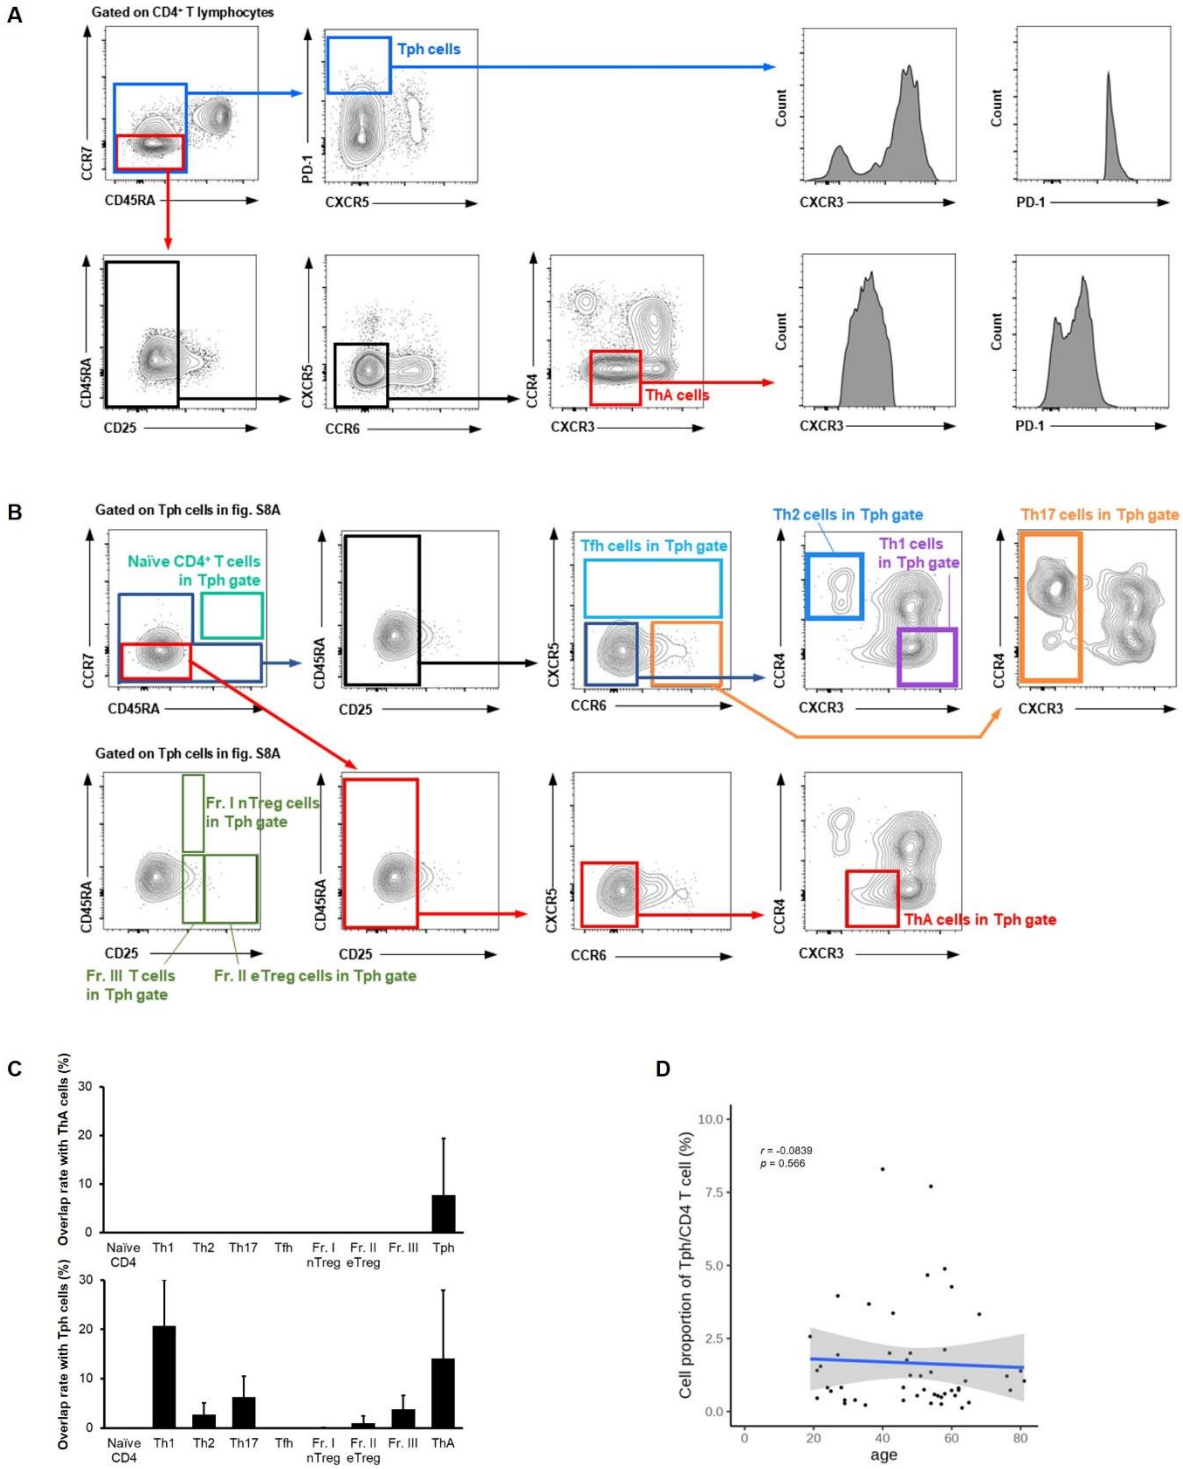 A
Gated on CD4⁺ T lymphocytes
CCR7
CD45RA
Tph cells
PD-1
CXCR5
Count
CXCR3
Count
PD-1
CD45RA
CD25
CXCR5
CCR6
CCR4
CXCR3
ThA cells
Count
CXCR3
Count
PD-1
B
Gated on Tph cells in fig. S8A
Naïve CD4⁺ T cells
in Tph gate
CCR7
CD45RA
CD45RA
CD25
Tfh cells in Tph gate
CXCR5
CCR6
Th2 cells in Tph gate
Th1 cells
in Tph gate
CCR4
CXCR3
Th17 cells in Tph gate
CCR4
CXCR3
Gated on Tph cells in fig. S8A
Fr. I nTreg cells
in Tph gate
CD45RA
CD25
Fr. III T cells
in Tph gate
Fr. II eTreg cells in Tph gate
CD45RA
CD25
CXCR5
CCR6
CCR4
CXCR3
ThA cells in Tph gate
C
Overlap rate with ThA cells (%)
30
20
10
0
Naïve CD4 Th1 Th2 Th17 Tfh Fr. I nTreg Fr. II eTreg Fr. III Tph
Overlap rate with Tph cells (%)
30
20
10
0
Naïve CD4 Th1 Th2 Th17 Tfh Fr. I nTreg Fr. II eTreg Fr. III ThA
D
Cell proportion of Tph/CD4 T cell (%)
r = -0.0839
p = 0.566
10.0
7.5
5.0
2.5
0.0
0 20 40 60 80
age